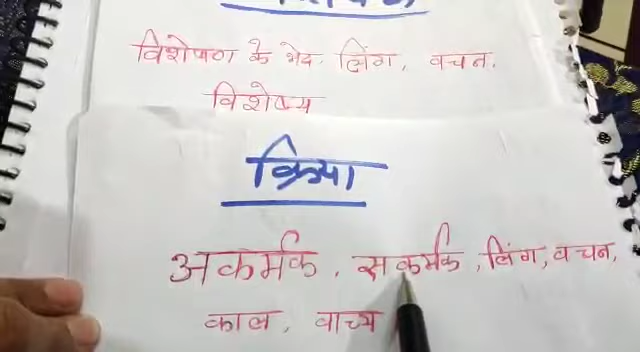 विशेषण के भेद, लिंग, वचन,
विशेष्य
क्रिया
अकर्मक, सकर्मक, लिंग, वचन,
काल, वाच्य